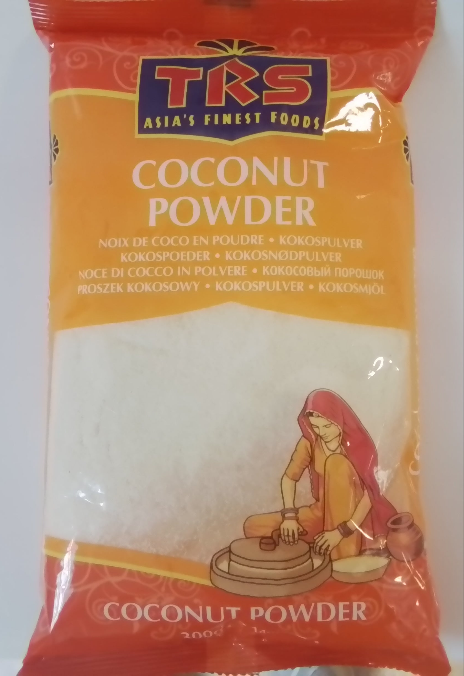 TRS
ASIA'S FINEST FOODS
COCONUT
POWDER
NOIX DE COCO EN POUDRE • KOKOSPULVER
KOKOSPOEDER • KOKOSNØDPULVER
NOCE DI COCCO IN POLVERE • КОКОСОВЫЙ ПОРОШОК
PROSZEK KOKOSOWY • KOKOSPULVER • KOKOSMJÖL
COCONUT POWDER